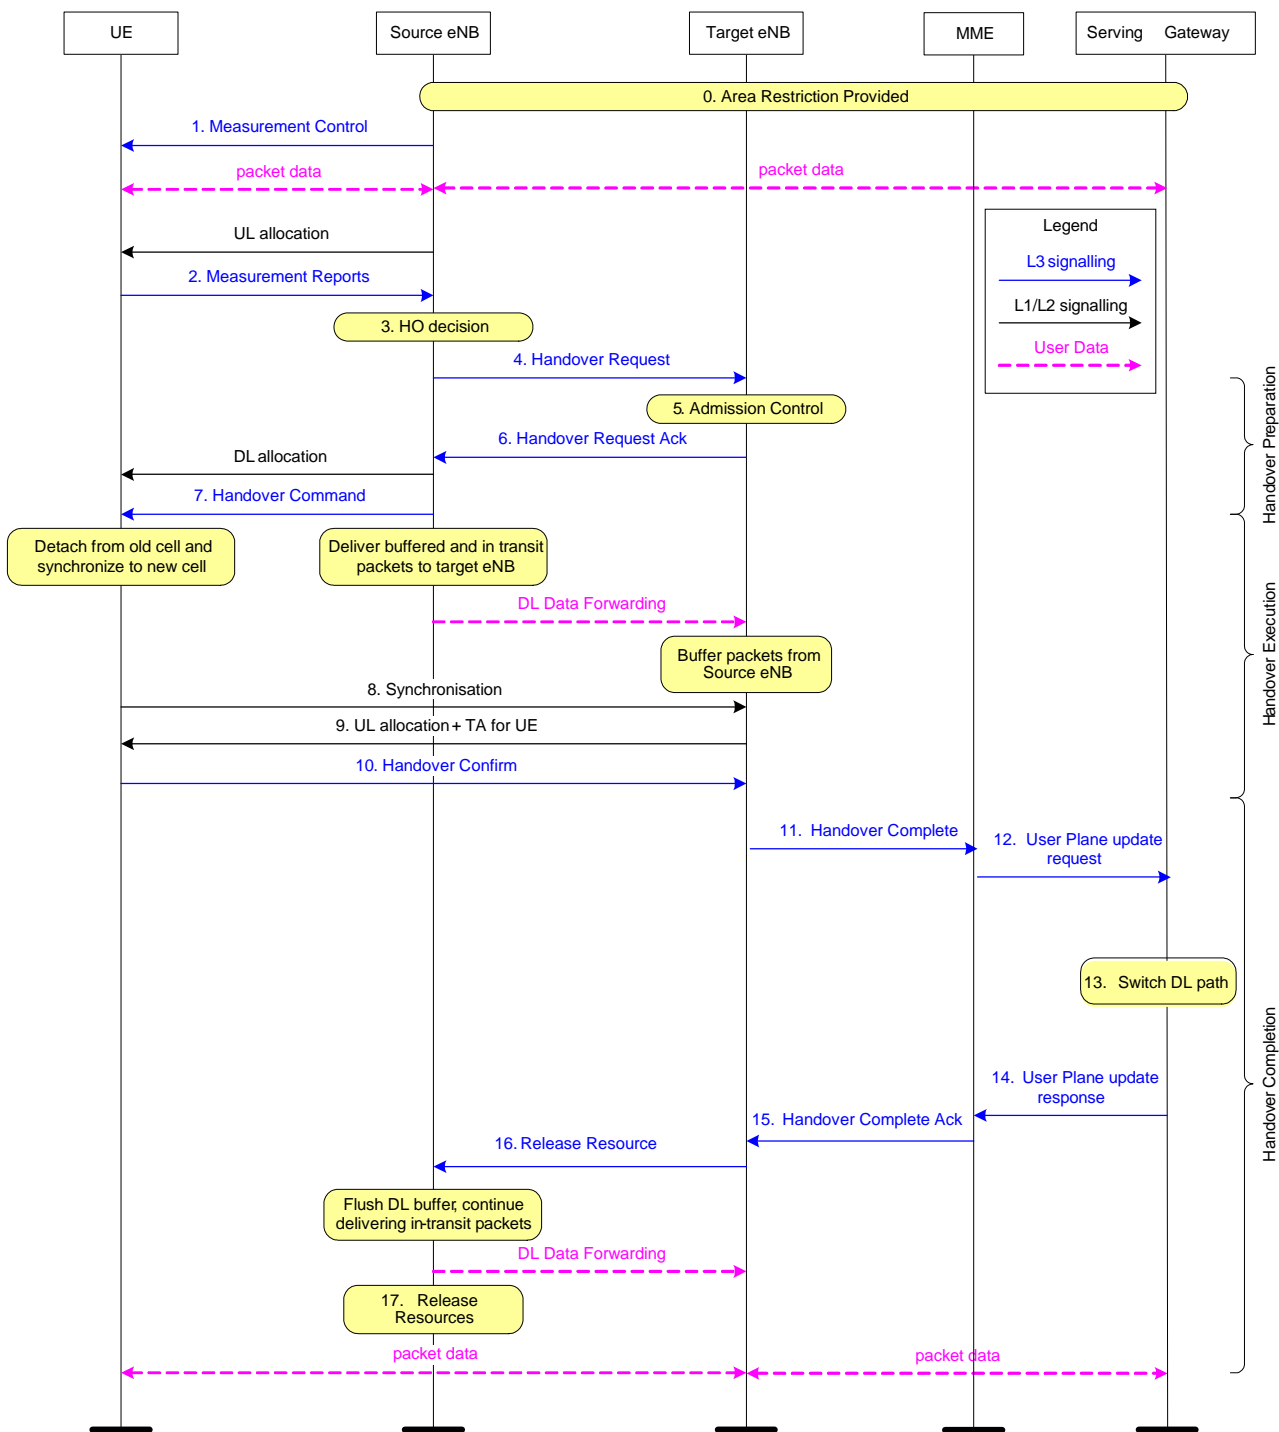 UE
Source eNB
Target eNB
MME
Serving Gateway
0. Area Restriction Provided
1. Measurement Control
packet data
packet data
Legend
L3 signalling
L1/L2 signalling
User Data
UL allocation
2. Measurement Reports
3. HO decision
4. Handover Request
5. Admission Control
6. Handover Request Ack
DL allocation
7. Handover Command
Handover Preparation
Detach from old cell and
synchronize to new cell
Deliver buffered and in transit
packets to target eNB
DL Data Forwarding
Buffer packets from
Source eNB
8. Synchronisation
9. UL allocation + TA for UE
10. Handover Confirm
Handover Execution
11. Handover Complete
12. User Plane update
request
13. Switch DL path
14. User Plane update
response
15. Handover Complete Ack
16. Release Resource
Flush DL buffer, continue
delivering in-transit packets
DL Data Forwarding
17. Release
Resources
packet data
packet data
Handover Completion